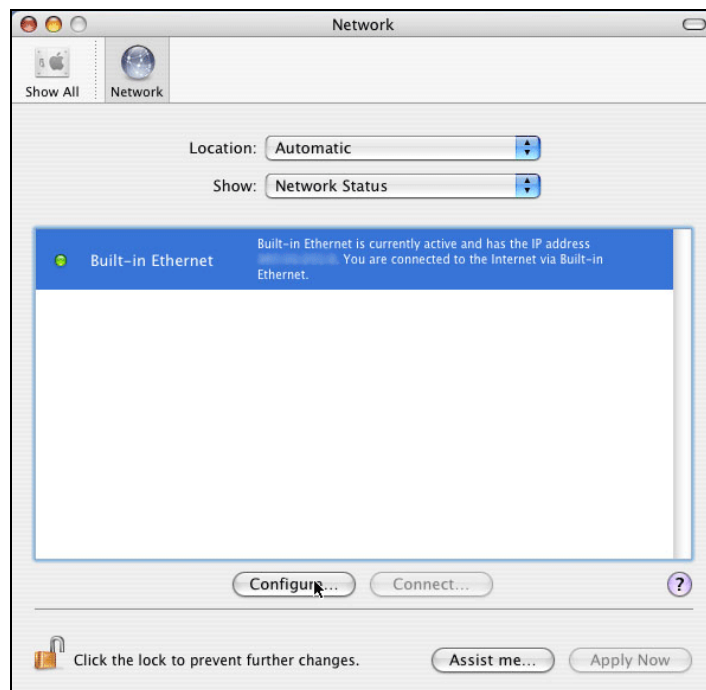 Network
Show All
Network
Location: Automatic
Show: Network Status
Built-in Ethernet
Built-in Ethernet is currently active and has the IP address
. You are connected to the Internet via Built-in
Ethernet.
Configure...
Connect...
?
Click the lock to prevent further changes.
Assist me...
Apply Now